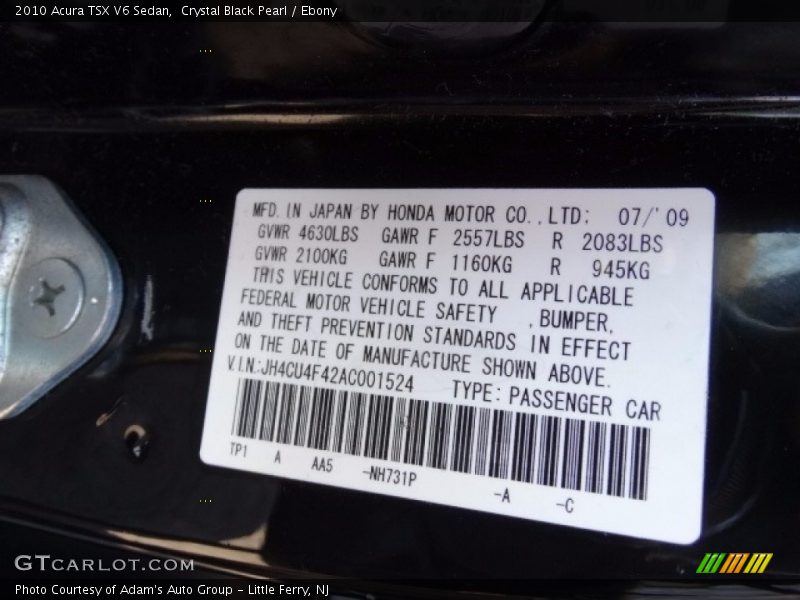 2010 Acura TSX V6 Sedan,  Crystal Black Pearl / Ebony
MFD. IN JAPAN BY HONDA MOTOR CO.,LTD: 07/'09
GVWR 4630LBS GAWR F 2557LBS R 2083LBS
GVWR 2100KG GAWR F 1160KG R 945KG
THIS VEHICLE CONFORMS TO ALL APPLICABLE
FEDERAL MOTOR VEHICLE SAFETY ,BUMPER,
AND THEFT PREVENTION STANDARDS IN EFFECT
ON THE DATE OF MANUFACTURE SHOWN ABOVE.
V.I.N.:JH4CU4F42AC001524 TYPE: PASSENGER CAR
TP1 A AA5 -NH731P -A -C
GTCARLOT.COM
Photo Courtesy of Adam's Auto Group - Little Ferry, NJ